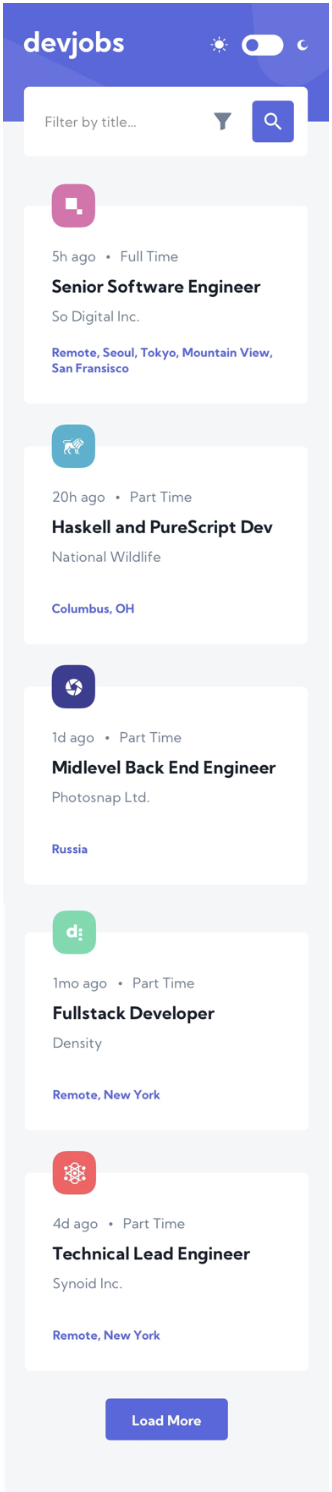 devjobs
Filter by title...
5h ago • Full Time
Senior Software Engineer
So Digital Inc.
Remote, Seoul, Tokyo, Mountain View,
San Fransisco
20h ago • Part Time
Haskell and PureScript Dev
National Wildlife
Columbus, OH
1d ago • Part Time
Midlevel Back End Engineer
Photosnap Ltd.
Russia
d:
1mo ago • Part Time
Fullstack Developer
Density
Remote, New York
4d ago • Part Time
Technical Lead Engineer
Synoid Inc.
Remote, New York
Load More